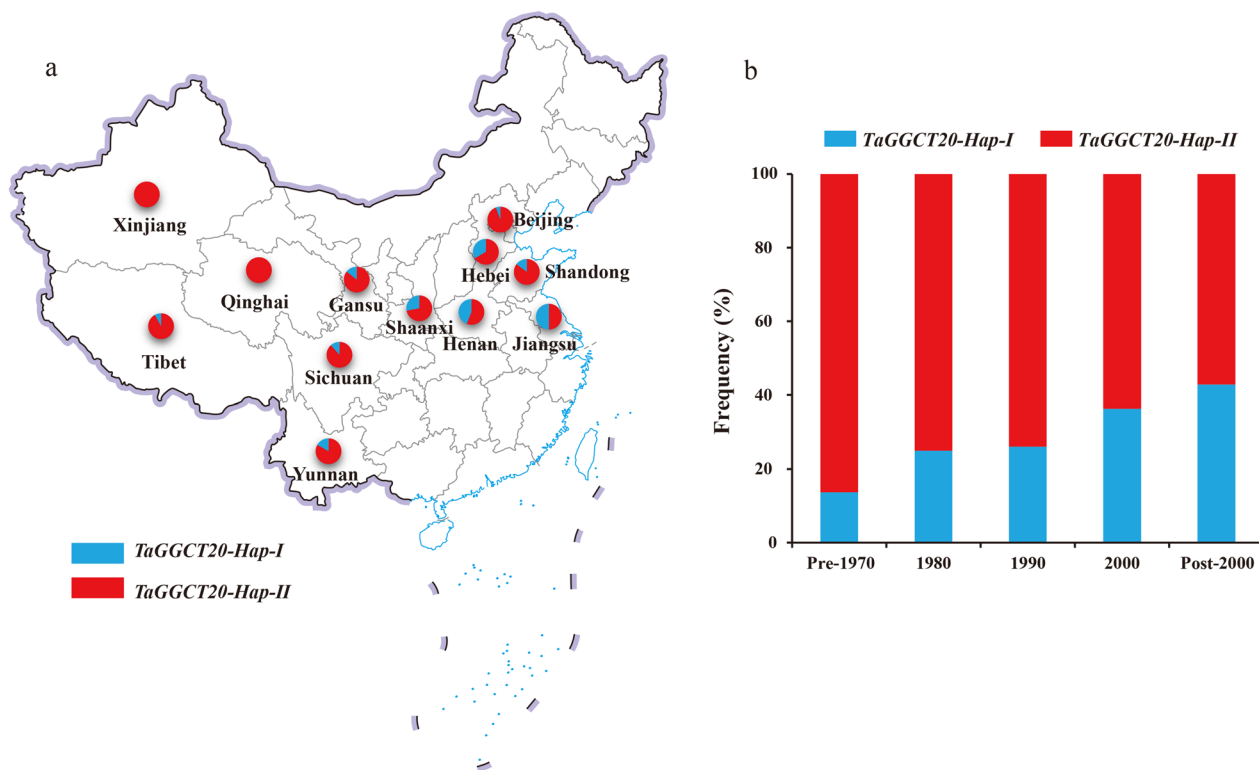 a
Xinjiang
Beijing
Hebei
Shandong
Qinghai
Gansu
Shaanxi
Henan
Jiangsu
Tibet
Sichuan
Yunnan
TaGGCT20-Hap-I
TaGGCT20-Hap-II
b
TaGGCT20-Hap-I TaGGCT20-Hap-II
Frequency (%)
100
80
60
40
20
0
Pre-1970 1980 1990 2000 Post-2000